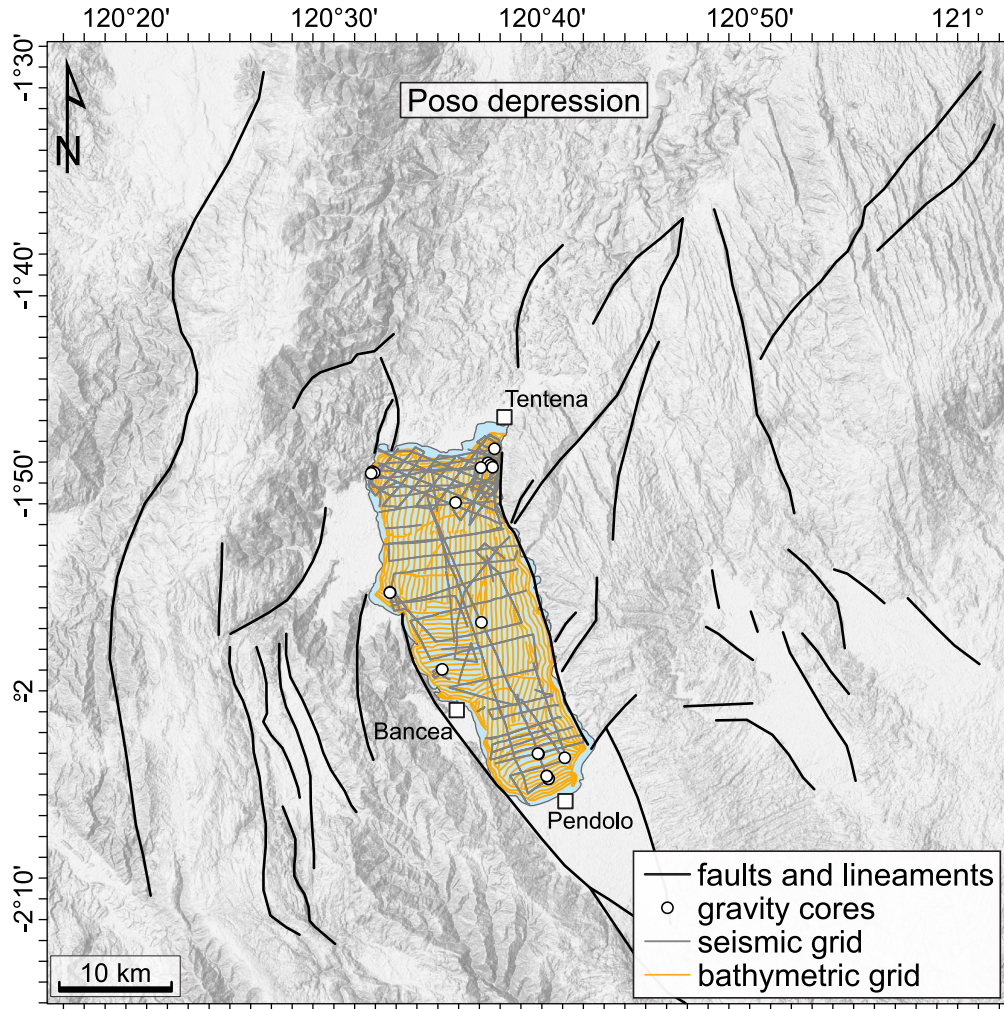 120°20' 120°30' 120°40' 120°50' 121°
-1°30'
Poso depression
N
-1°40'
Tentena
-1°50'
-2°
Bancea
Pendolo
-2°10'
faults and lineaments
gravity cores
seismic grid
bathymetric grid
10 km